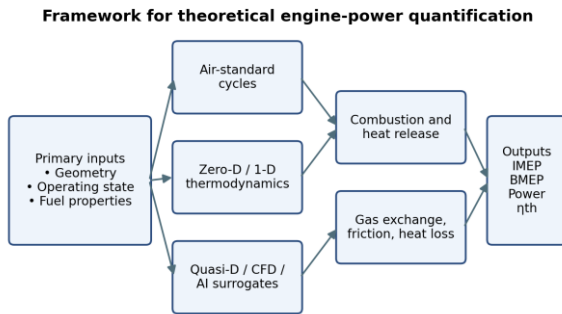 Framework for theoretical engine-power quantification
Primary inputs
• Geometry
• Operating state
• Fuel properties
Air-standard
cycles
Zero-D / 1-D
thermodynamics
Quasi-D / CFD /
AI surrogates
Combustion and
heat release
Gas exchange,
friction, heat loss
Outputs
IMEP
BMEP
Power
ηth